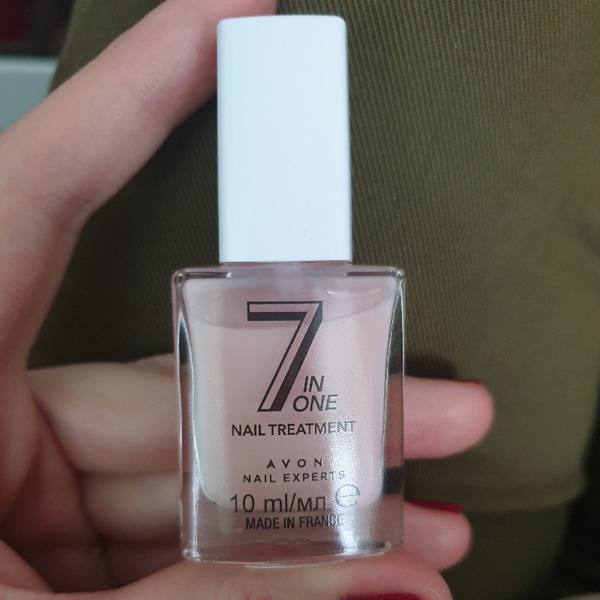 7 IN
ONE
NAIL TREATMENT
AVON
NAIL EXPERTS
10 ml/мл ℮
MADE IN FRANCE